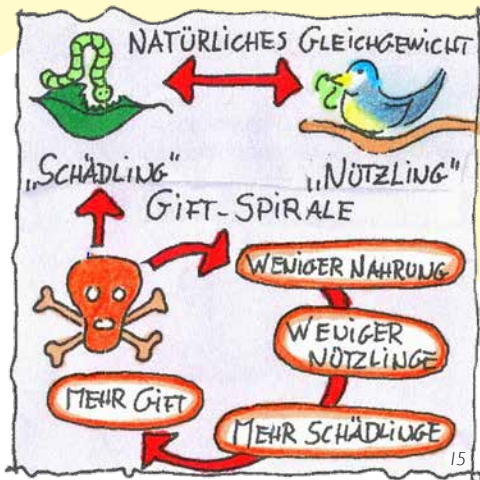 NATÜRLICHES GLEICHGEWICHT
„SCHÄDLING"
„NÜTZLING"
GIFT-SPIRALE
WENIGER NAHRUNG
WENIGER
NÜTZLINGE
MEHR SCHÄDLINGE
MEHR GIFT
15